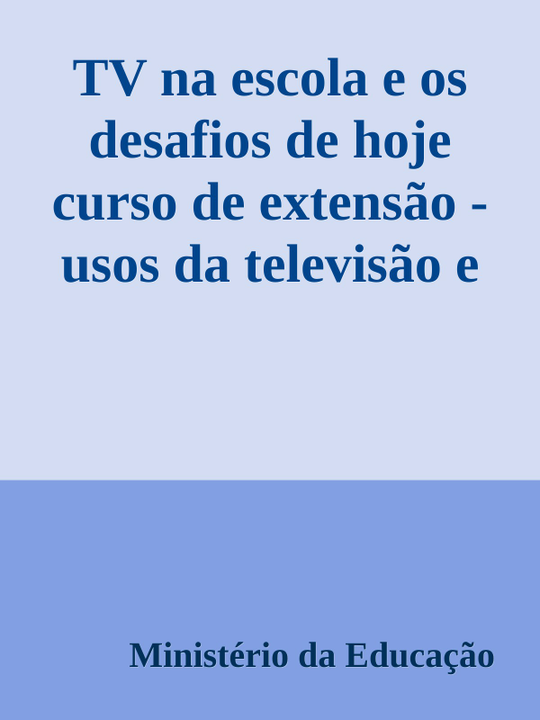 TV na escola e os
desafios de hoje
curso de extensão -
usos da televisão e
Ministério da Educação